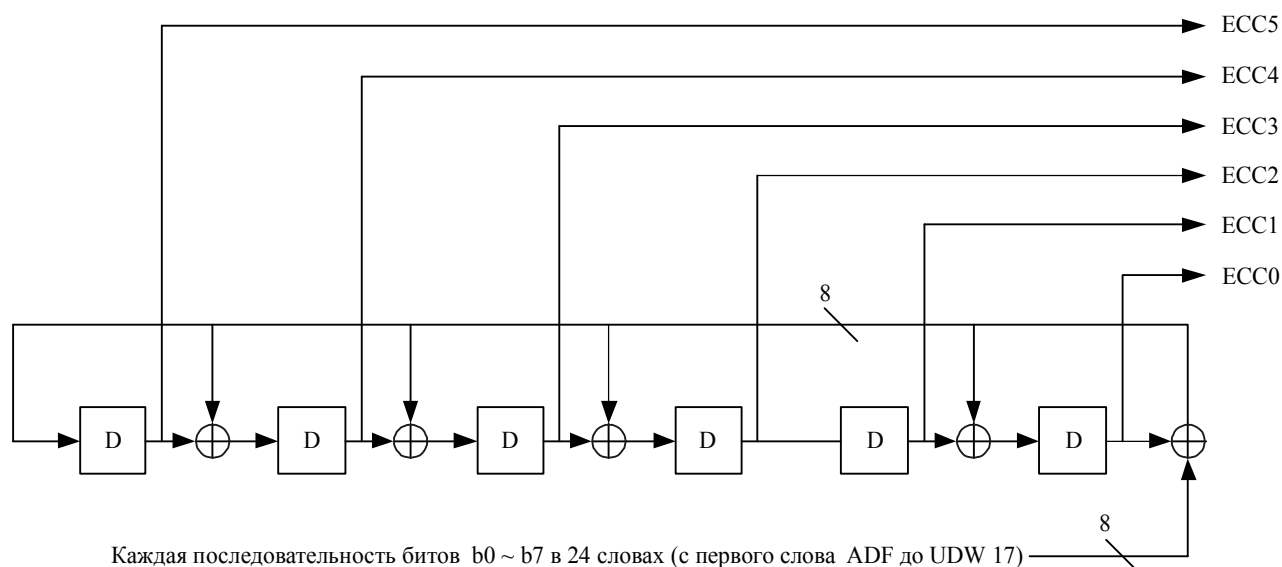 ECC5
ECC4
ECC3
ECC2
ECC1
ECC0
8
D D D D D D
8
Каждая последовательность битов b0 ~ b7 в 24 словах (с первого слова ADF до UDW 17)